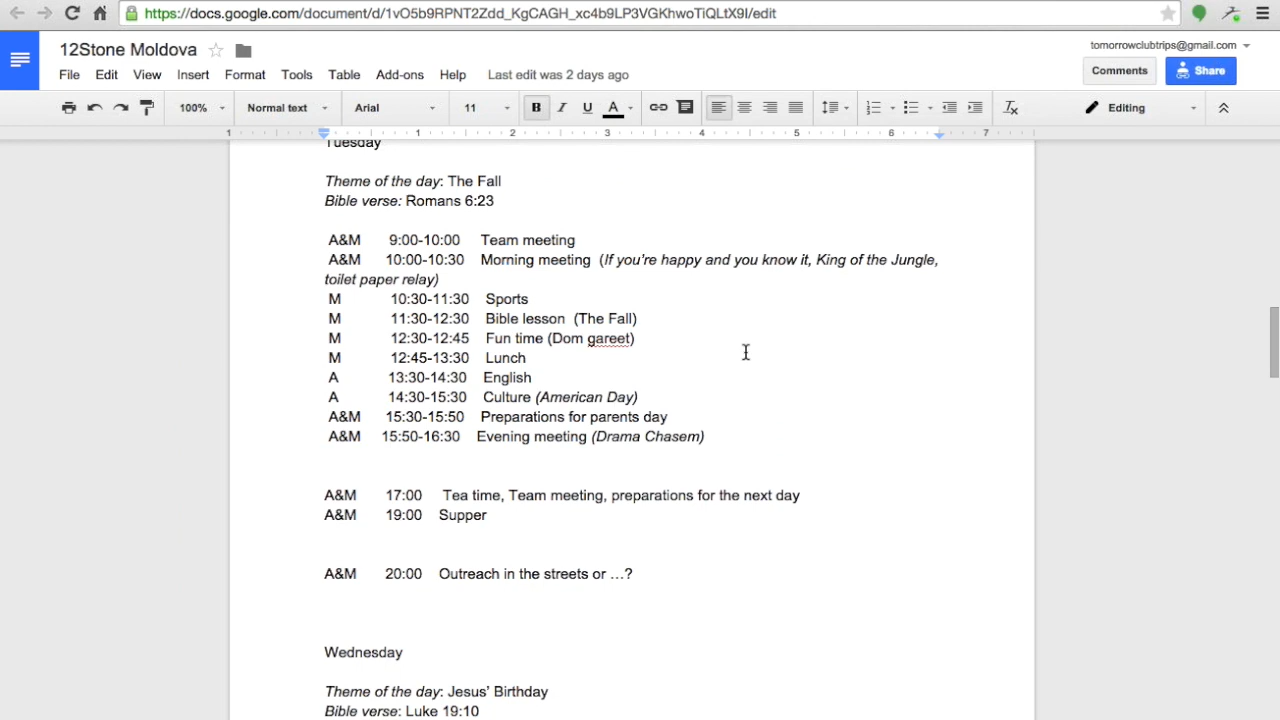 https://docs.google.com/document/d/1vO5b9RPNT2Zdd_KgCAGH_xc4b9LP3VGKhwoTiQLtX9I/edit
12Stone Moldova
tomorrowclubtrips@gmail.com
File Edit View Insert Format Tools Table Add-ons Help Last edit was 2 days ago
Comments Share
100% Normal text Arial 11 B I U A Editing
1 1 2 3 4 5 6 7
Tuesday
Theme of the day: The Fall
Bible verse: Romans 6:23
A&M 9:00-10:00 Team meeting
A&M 10:00-10:30 Morning meeting (If you’re happy and you know it, King of the Jungle,
toilet paper relay)
M 10:30-11:30 Sports
M 11:30-12:30 Bible lesson (The Fall)
M 12:30-12:45 Fun time (Dom gareet)
M 12:45-13:30 Lunch
A 13:30-14:30 English
A 14:30-15:30 Culture (American Day)
A&M 15:30-15:50 Preparations for parents day
A&M 15:50-16:30 Evening meeting (Drama Chasem)
A&M 17:00 Tea time, Team meeting, preparations for the next day
A&M 19:00 Supper
A&M 20:00 Outreach in the streets or …?
Wednesday
Theme of the day: Jesus’ Birthday
Bible verse: Luke 19:10